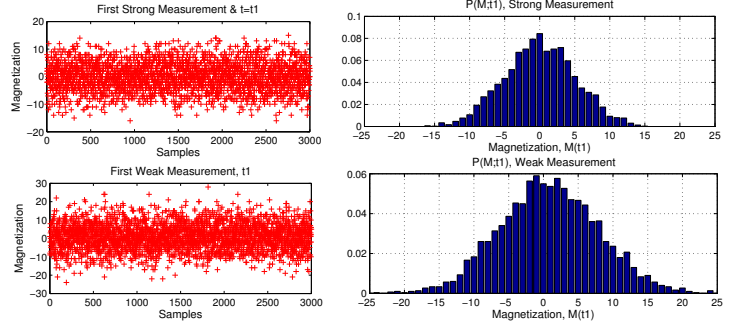 First Strong Measurement & t=t1
20
10
0
−10
−20
Magnetization
0 500 1000 1500 2000 2500 3000
Samples
P(M;t1), Strong Measurement
0.1
0.08
0.06
0.04
0.02
0
−25 −20 −15 −10 −5 0 5 10 15 20 25
Magnetization, M(t1)
First Weak Measurement, t1
30
20
10
0
−10
−20
−30
Magnetization
0 500 1000 1500 2000 2500 3000
Samples
P(M;t1), Weak Measurement
0.06
0.04
0.02
0
−25 −20 −15 −10 −5 0 5 10 15 20 25
Magnetization, M(t1)